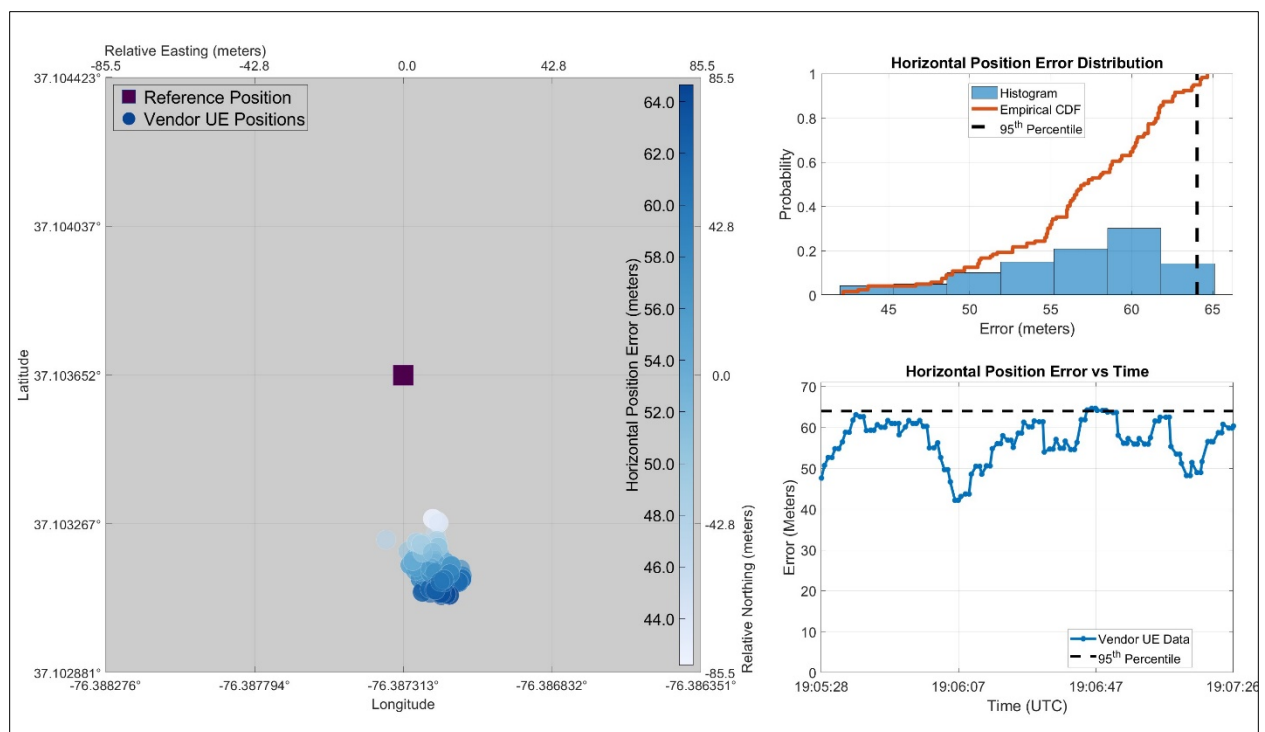 Relative Easting (meters)
-85.5 -42.8 0.0 42.8 85.5
37.104423° 85.5
Reference Position
Vendor UE Positions
37.104037° 42.8
37.103652° 0.0
37.103267° -42.8
37.102881° -85.5
-76.388276° -76.387794° -76.387313° -76.386832° -76.386351°
Longitude
Latitude
Relative Northing (meters)
Horizontal Position Error (meters)
64.0
62.0
60.0
58.0
56.0
54.0
52.0
50.0
48.0
46.0
44.0
Horizontal Position Error Distribution
Histogram
Empirical CDF
95th Percentile
1
0.8
0.6
0.4
0.2
0
45 50 55 60 65
Error (meters)
Probability
Horizontal Position Error vs Time
70
60
50
40
30
20
10
0
Vendor UE Data
95th Percentile
19:05:28 19:06:07 19:06:47 19:07:26
Time (UTC)
Error (Meters)